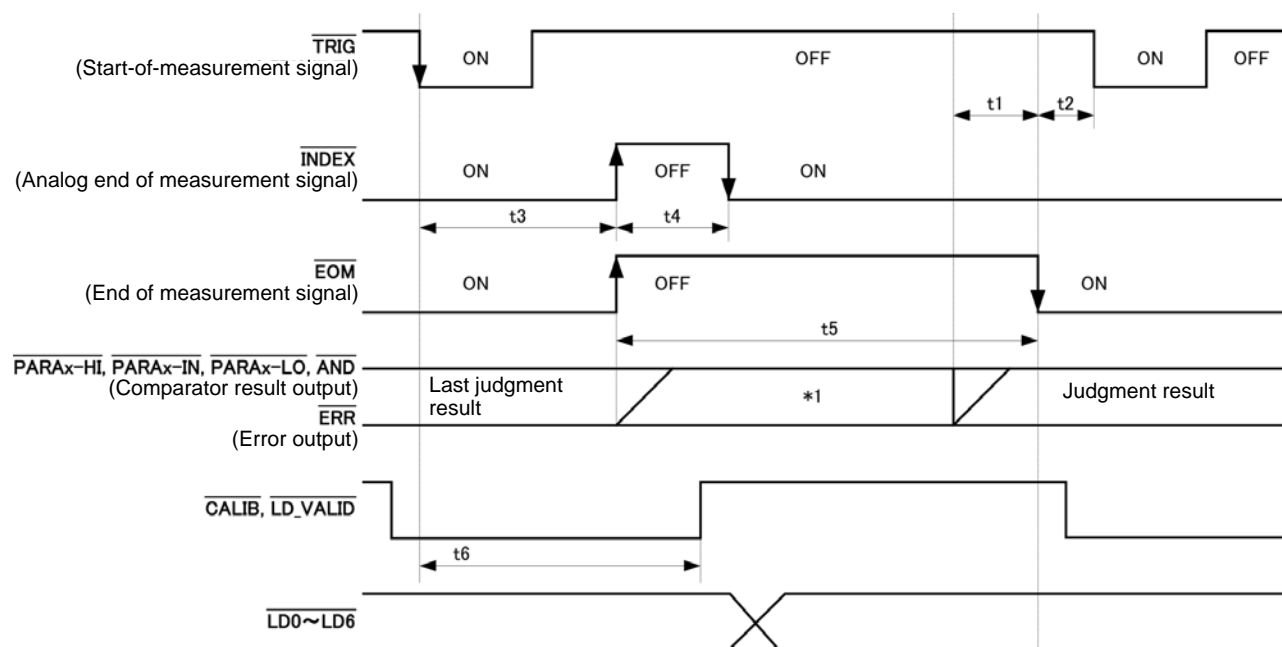 TRIG
(Start-of-measurement signal)
ON
OFF
ON
OFF
t1
t2
INDEX
(Analog end of measurement signal)
ON
OFF
ON
t3
t4
EOM
(End of measurement signal)
ON
OFF
ON
t5
PARAx-HI, PARAx-IN, PARAx-LO, AND
(Comparator result output)
ERR
(Error output)
Last judgment
result
*1
Judgment result
CALIB, LD_VALID
t6
LD0～LD6